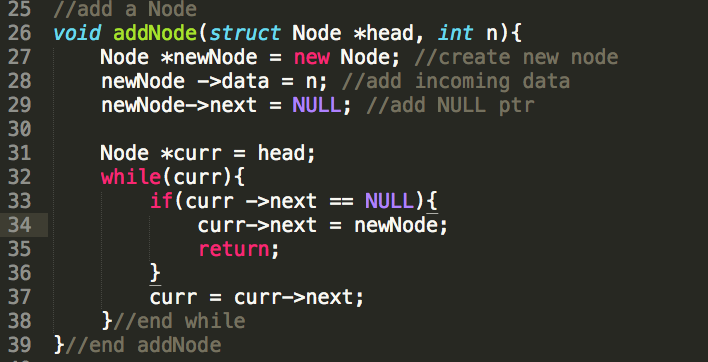 25 //add a Node
26 void addNode(struct Node *head, int n){
27     Node *newNode = new Node; //create new node
28     newNode ->data = n; //add incoming data
29     newNode->next = NULL; //add NULL ptr
30
31     Node *curr = head;
32     while(curr){
33         if(curr ->next == NULL){
34             curr->next = newNode;
35             return;
36         }
37         curr = curr->next;
38     }//end while
39 }//end addNode